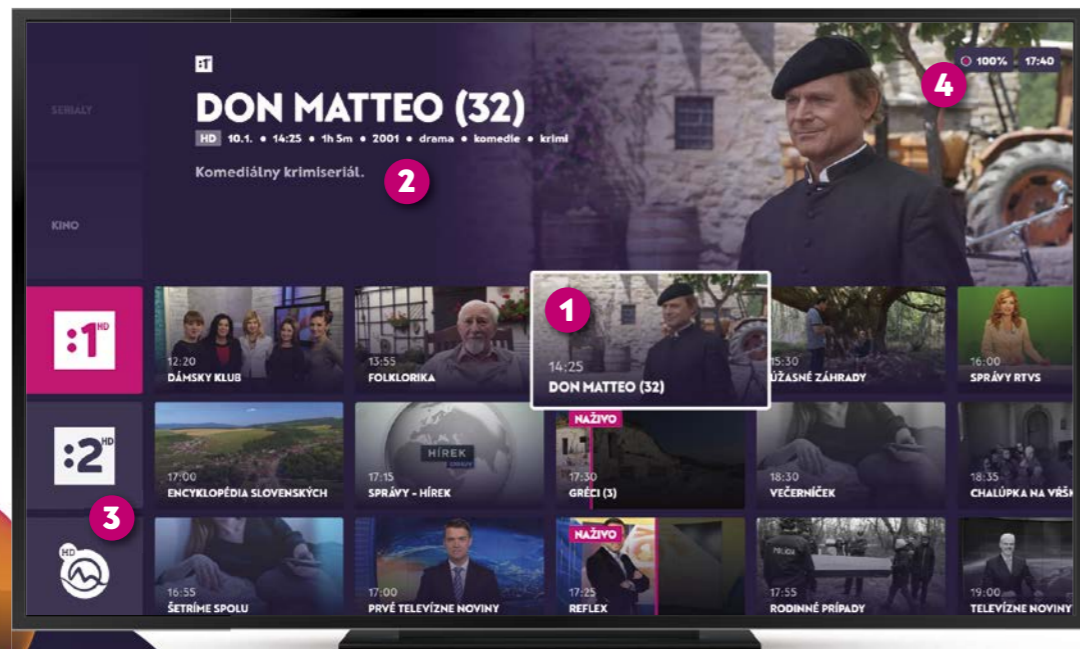 :1
100% 17:40
4
SERIÁLY
DON MATTEO (32)
HD 10.1. • 14:25 • 1h 5m • 2001 • drama • komedie • krimi
Komediálny krimiseriál.
2
KINO
:1 HD
12:20
DÁMSKY KLUB
13:55
FOLKLORIKA
1
14:25
DON MATTEO (32)
15:30
ÚŽASNÉ ZÁHRADY
16:00
SPRÁVY RTVS
:2 HD
17:00
ENCYKLOPÉDIA SLOVENSKÝCH
HÍREK
SPRÁVY
17:15
SPRÁVY - HÍREK
NAŽIVO
17:30
GRÉCI (3)
18:30
VEČERNÍČEK
18:35
CHALÚPKA NA VŔŠK
3
HD
16:55
ŠETRÍME SPOLU
17:00
PRVÉ TELEVÍZNE NOVINY
NAŽIVO
17:25
REFLEX
POLÍCIA
17:55
RODINNÉ PRÍPADY
19:00
TELEVÍZNE NOVINY